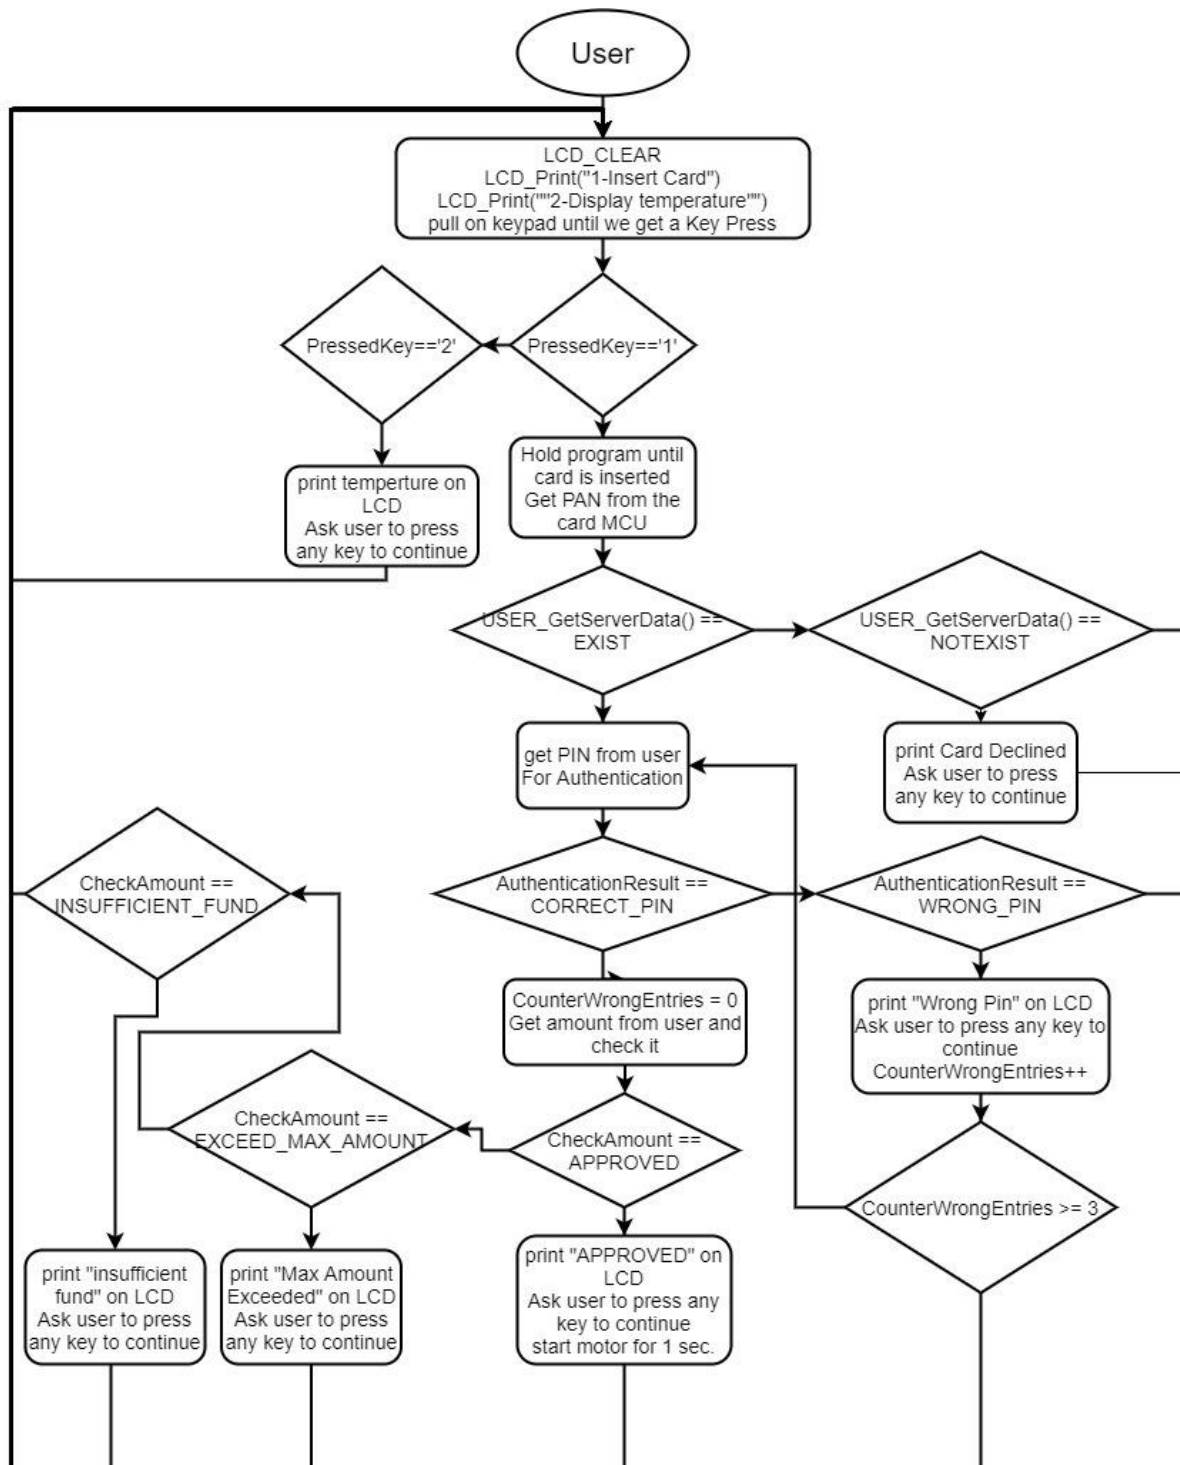 User
LCD_CLEAR
LCD_Print("1-Insert Card")
LCD_Print(""2-Display temperature"")
pull on keypad until we get a Key Press
PressedKey=='2'
PressedKey=='1'
print temperture on
LCD
Ask user to press
any key to continue
Hold program until
card is inserted
Get PAN from the
card MCU
USER_GetServerData() ==
EXIST
USER_GetServerData() ==
NOTEXIST
get PIN from user
For Authentication
print Card Declined
Ask user to press
any key to continue
CheckAmount ==
INSUFFICIENT_FUND
AuthenticationResult ==
CORRECT_PIN
AuthenticationResult ==
WRONG_PIN
CounterWrongEntries = 0
Get amount from user and
check it
print "Wrong Pin" on LCD
Ask user to press any key to
continue
CounterWrongEntries++
CheckAmount ==
EXCEED_MAX_AMOUNT
CheckAmount ==
APPROVED
CounterWrongEntries >= 3
print "insufficient
fund" on LCD
Ask user to press
any key to continue
print "Max Amount
Exceeded" on LCD
Ask user to press
any key to continue
print "APPROVED" on
LCD
Ask user to press any
key to continue
start motor for 1 sec.